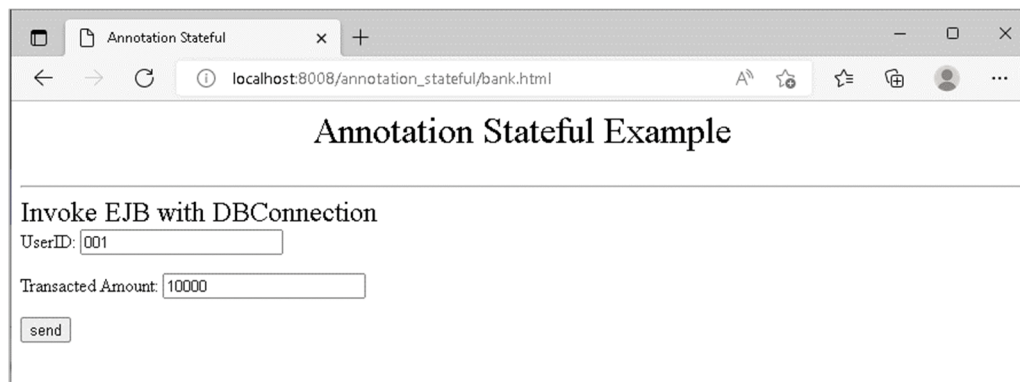 Annotation Stateful
localhost:8008/annotation_stateful/bank.html
Annotation Stateful Example
Invoke EJB with DBConnection
UserID: 001
Transacted Amount: 10000
send